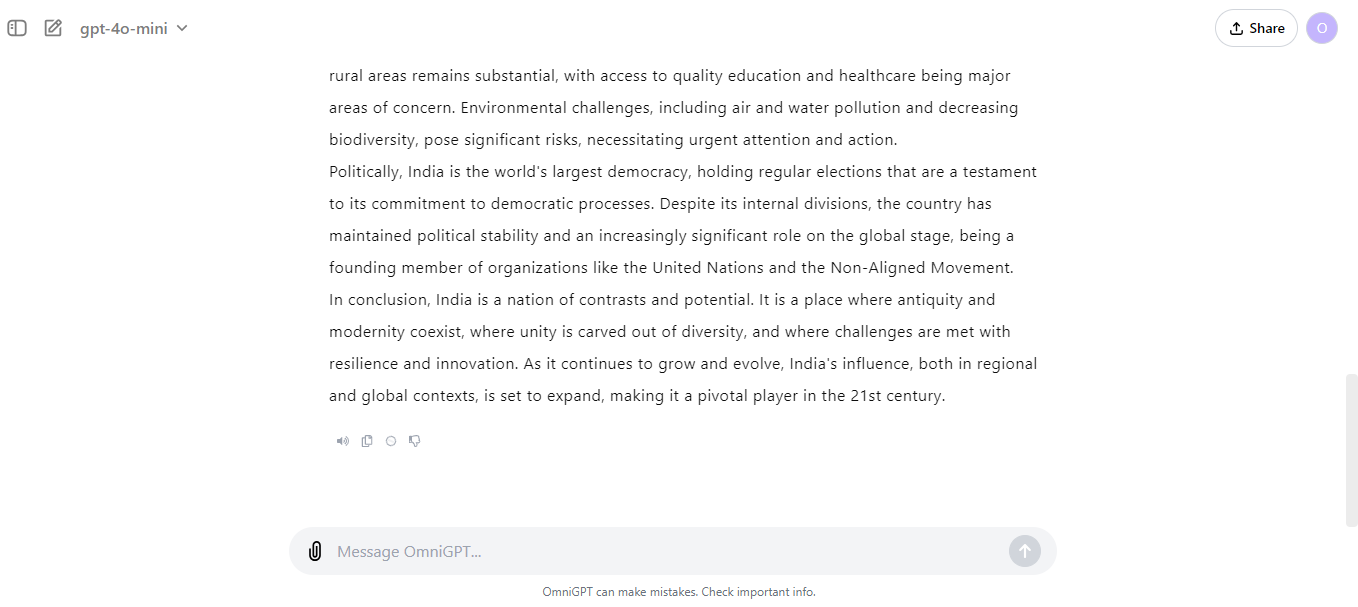 gpt-4o-mini
Share
O
rural areas remains substantial, with access to quality education and healthcare being major
areas of concern. Environmental challenges, including air and water pollution and decreasing
biodiversity, pose significant risks, necessitating urgent attention and action.
Politically, India is the world's largest democracy, holding regular elections that are a testament
to its commitment to democratic processes. Despite its internal divisions, the country has
maintained political stability and an increasingly significant role on the global stage, being a
founding member of organizations like the United Nations and the Non-Aligned Movement.
In conclusion, India is a nation of contrasts and potential. It is a place where antiquity and
modernity coexist, where unity is carved out of diversity, and where challenges are met with
resilience and innovation. As it continues to grow and evolve, India's influence, both in regional
and global contexts, is set to expand, making it a pivotal player in the 21st century.
Message OmniGPT...
OmniGPT can make mistakes. Check important info.